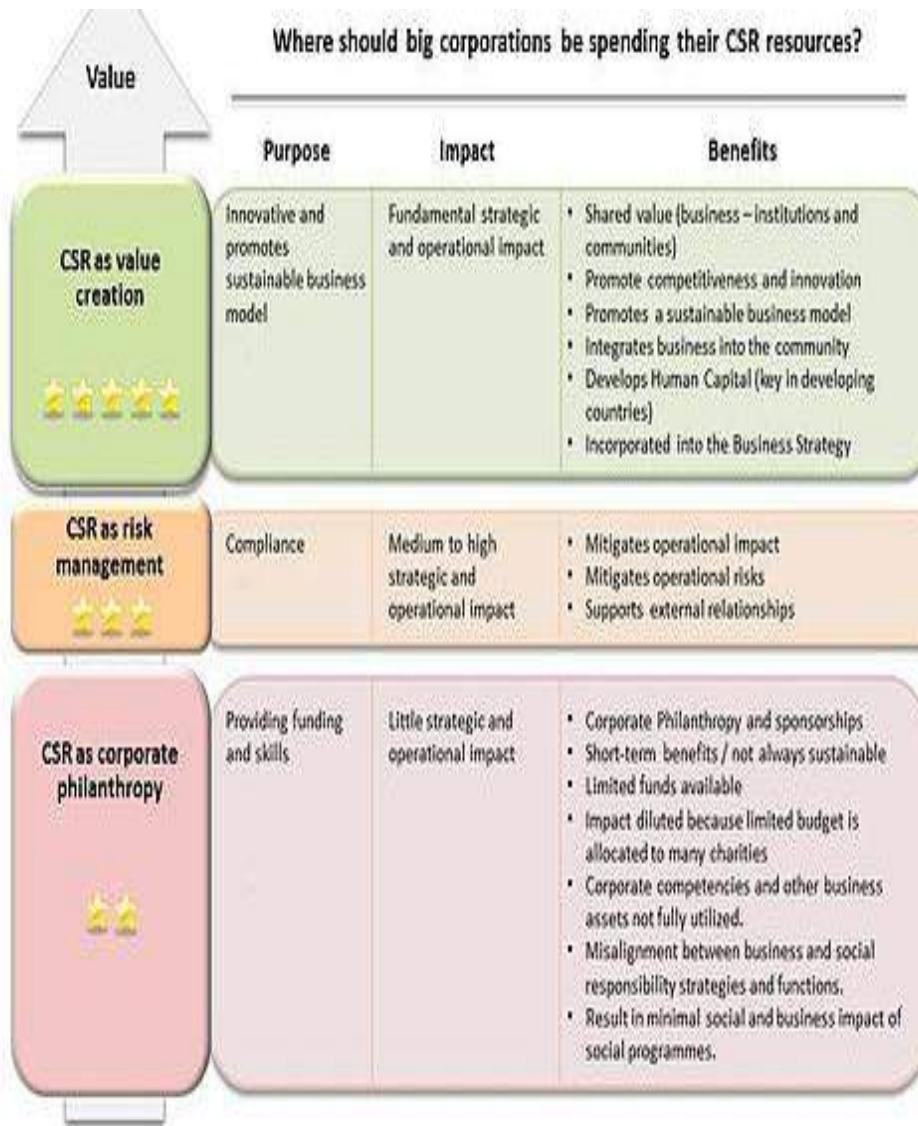 Where should big corporations be spending their CSR resources?
Value
Purpose
Impact
Benefits
CSR as value
creation
Innovative and
promotes
sustainable business
model
Fundamental strategic
and operational impact
• Shared value (business – institutions and
communities)
• Promote competitiveness and innovation
• Promotes a sustainable business model
• Integrates business into the community
• Develops Human Capital (key in developing
countries)
• Incorporated into the Business Strategy
CSR as risk
management
Compliance
Medium to high
strategic and
operational impact
• Mitigates operational impact
• Mitigates operational risks
• Supports external relationships
CSR as corporate
philanthropy
Providing funding
and skills
Little strategic and
operational impact
• Corporate Philanthropy and sponsorships
• Short-term benefits / not always sustainable
• Limited funds available
• Impact diluted because limited budget is
allocated to many charities
• Corporate competencies and other business
assets not fully utilized.
• Misalignment between business and social
responsibility strategies and functions.
• Result in minimal social and business impact of
social programmes.